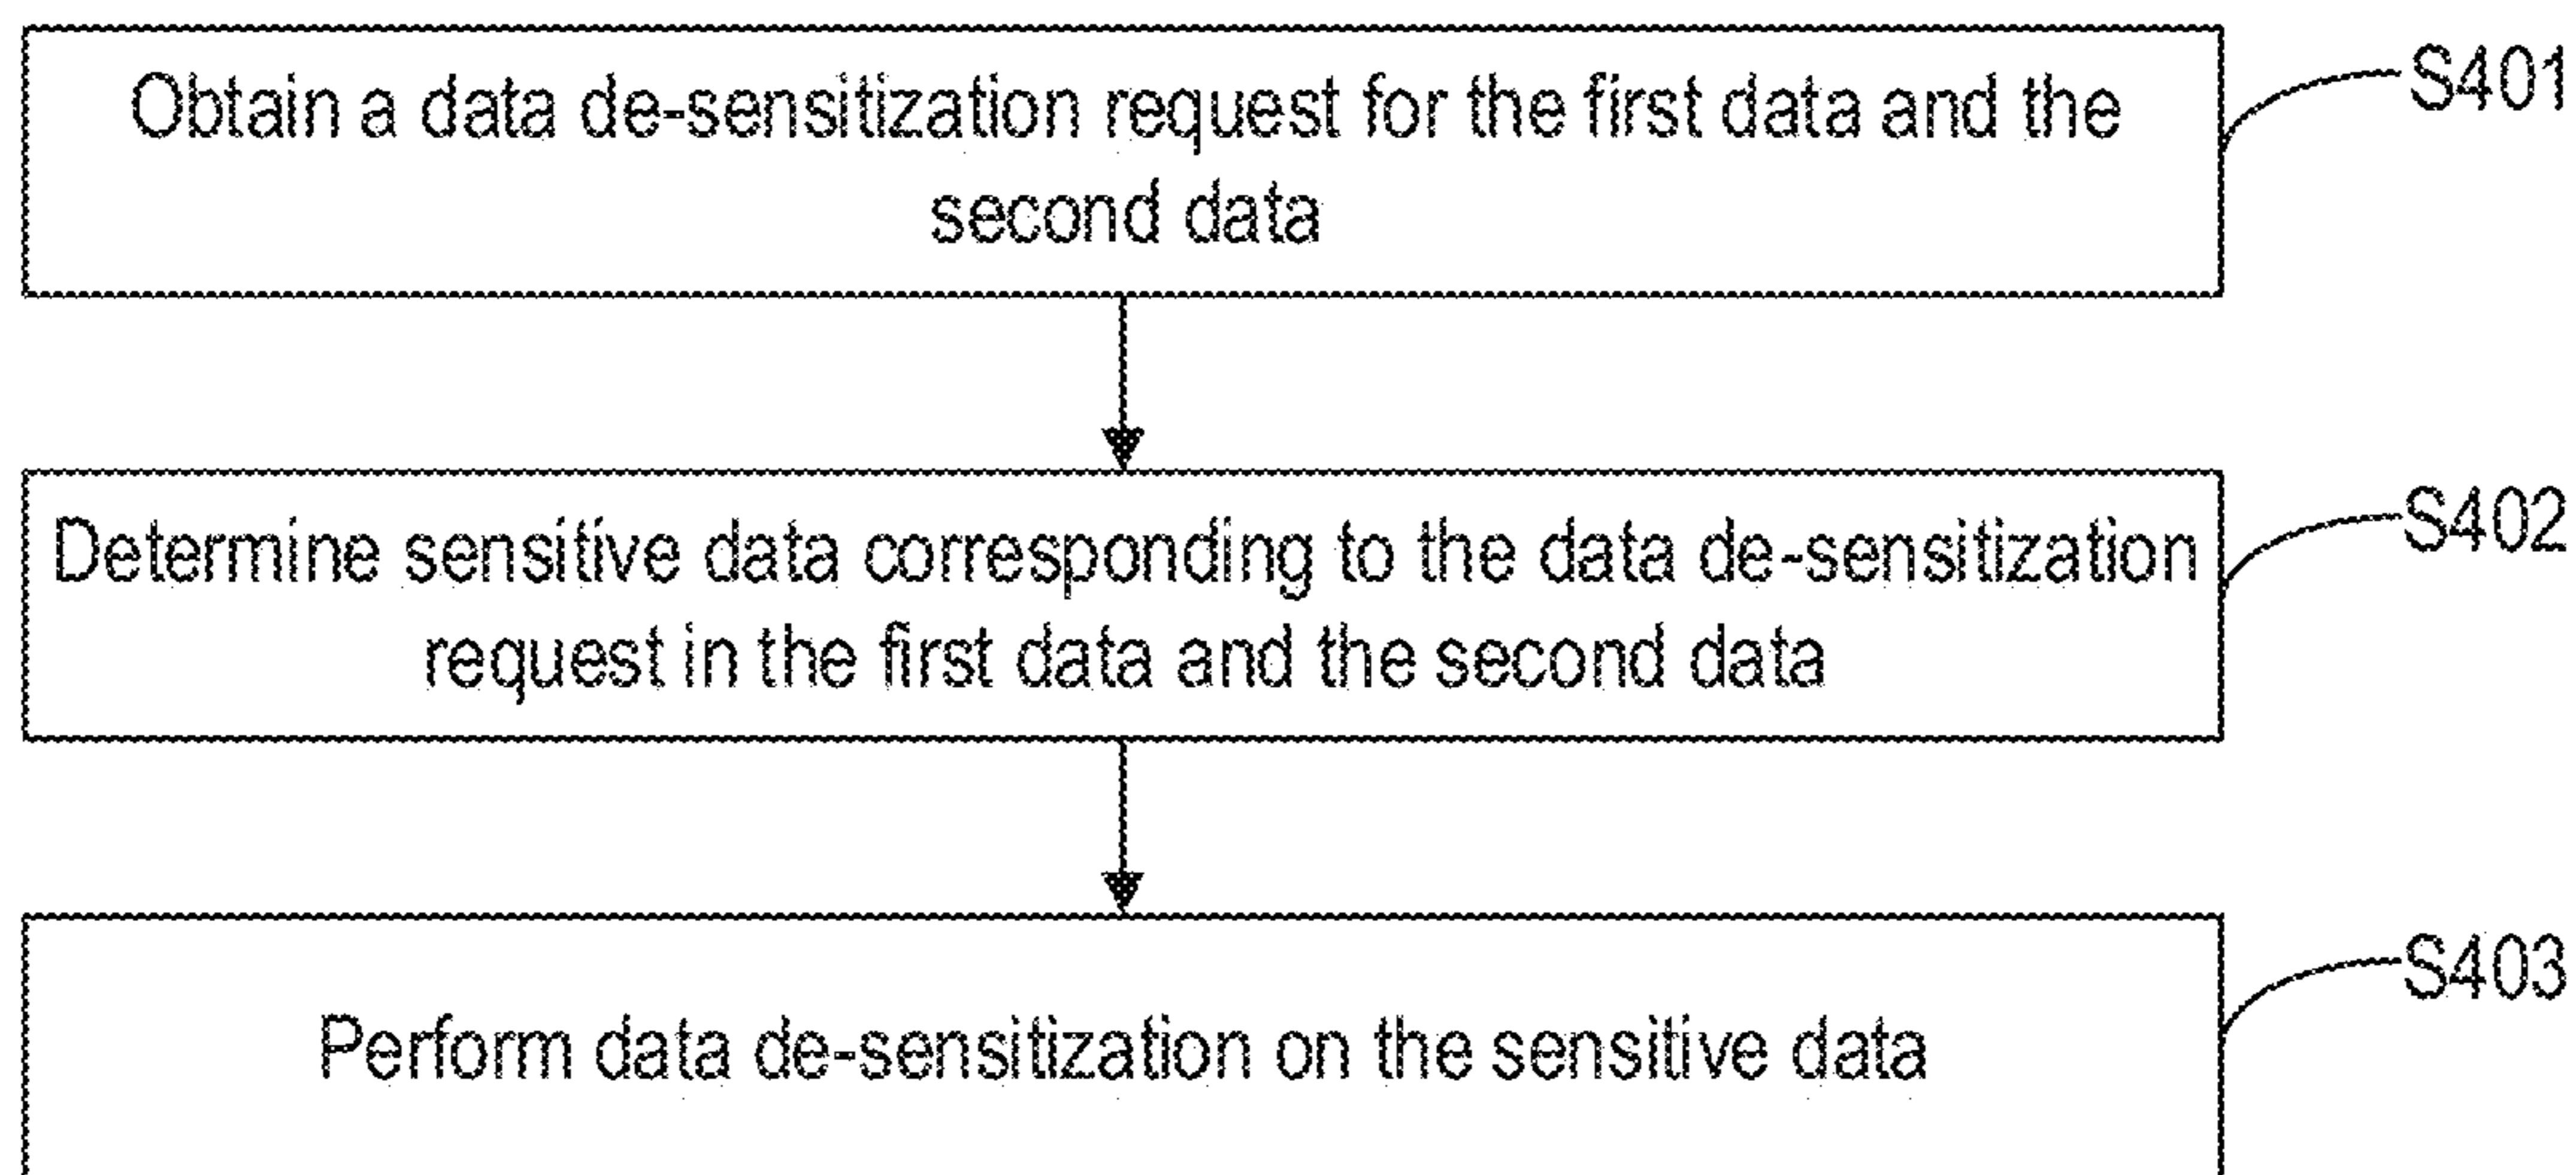 Obtain a data de-sensitization request for the first data and the
second data
S401
Determine sensitive data corresponding to the data de-sensitization
request in the first data and the second data
S402
Perform data de-sensitization on the sensitive data
S403